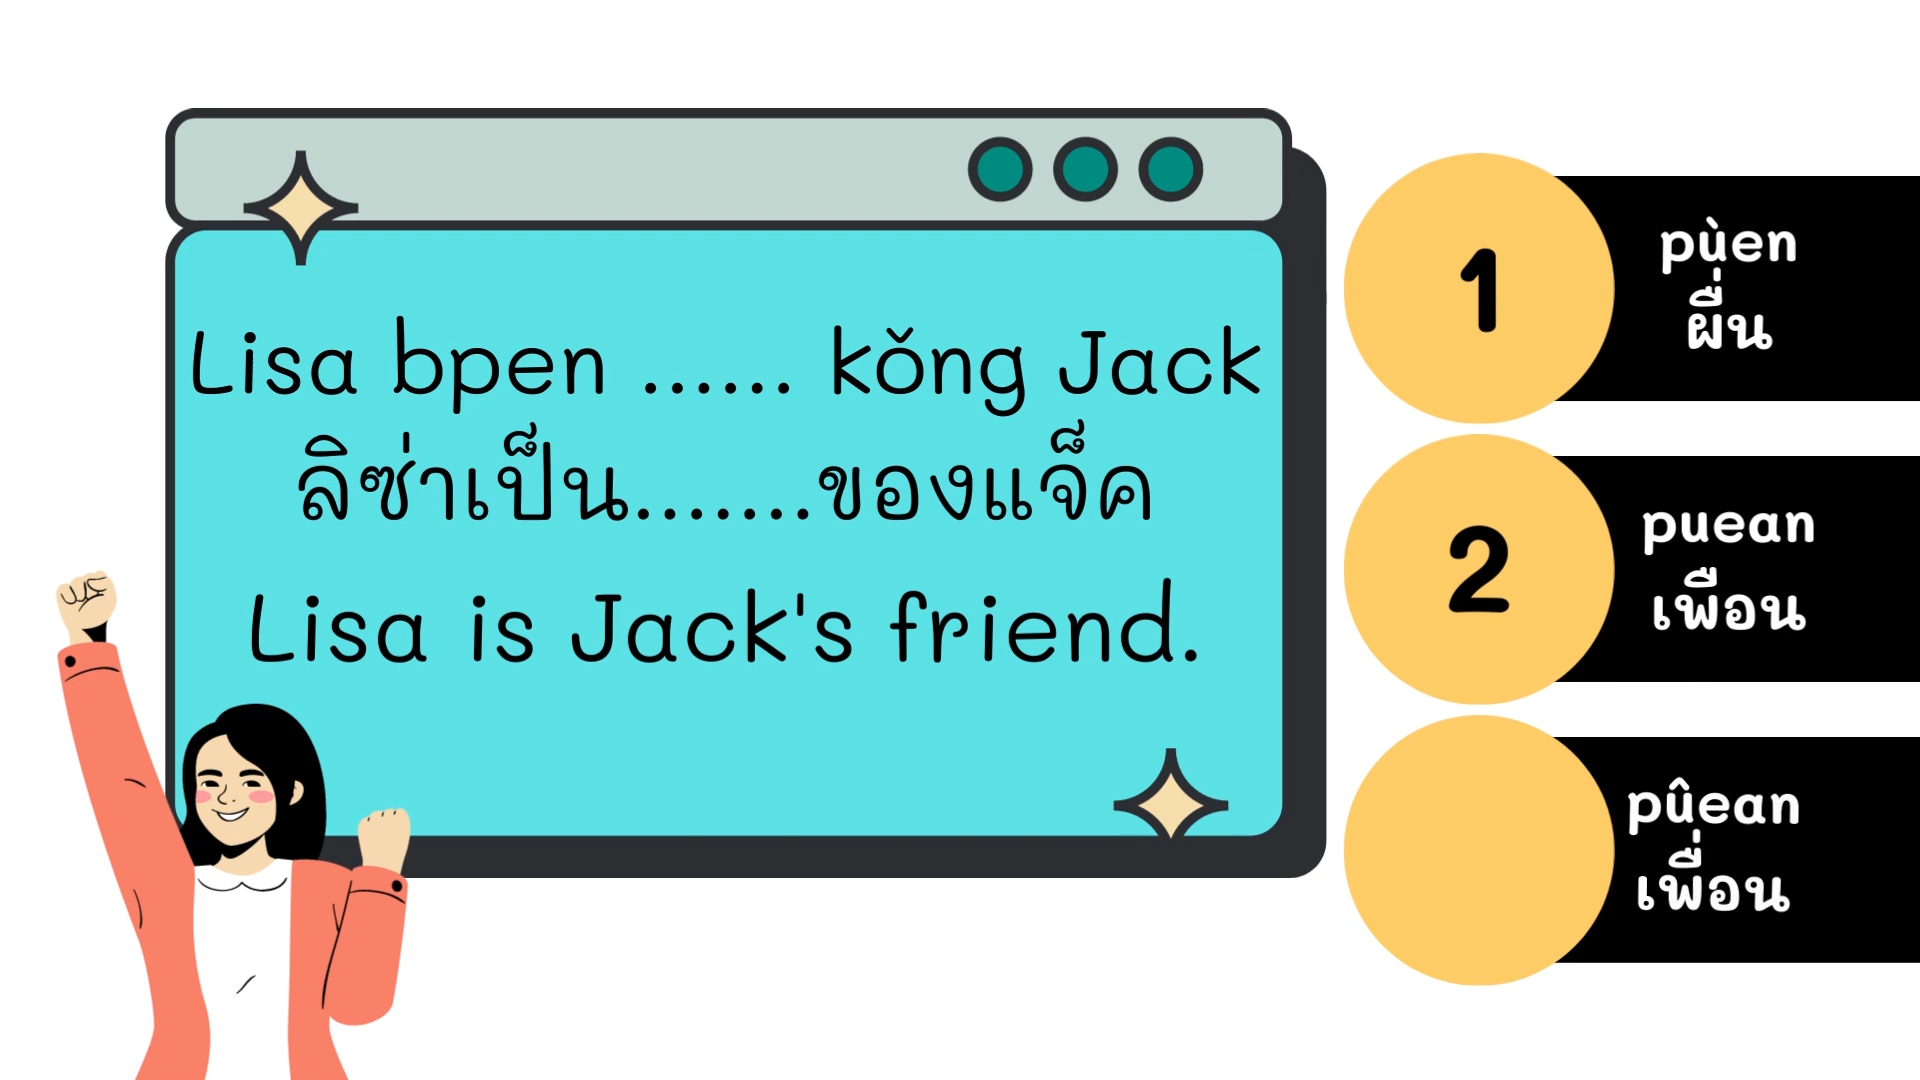 Lisa bpen ...... kǒng Jack
ลิซ่าเป็น.......ของแจ็ค
Lisa is Jack's friend.
1
pùen
ผื่น
2
puean
เพือน
pûean
เพื่อน